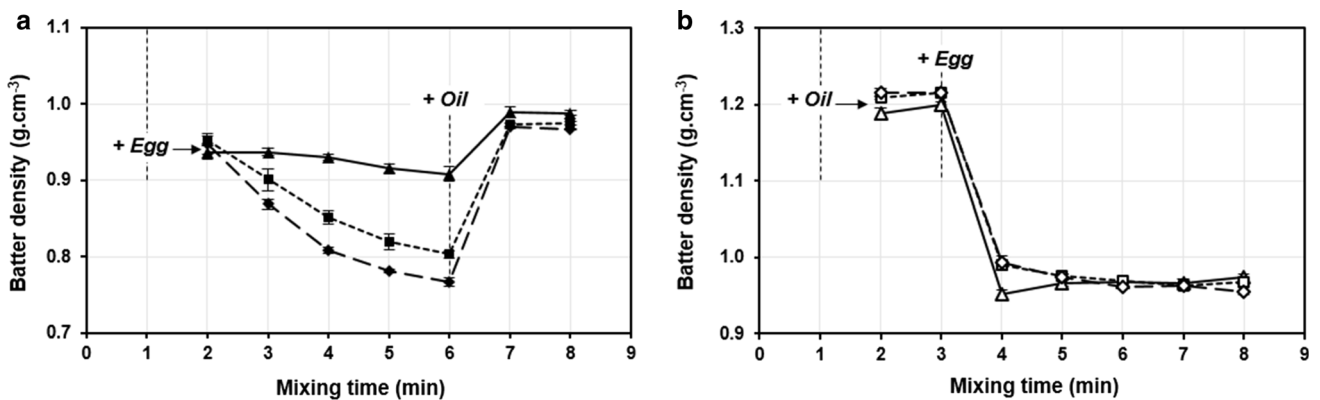 a
1.1
1.0
0.9
0.8
0.7
Batter density (g.cm-3)
+ Egg
+ Oil
0 1 2 3 4 5 6 7 8 9
Mixing time (min)
b
1.3
1.2
1.1
1.0
0.9
Batter density (g.cm-3)
+ Oil
+ Egg
0 1 2 3 4 5 6 7 8 9
Mixing time (min)